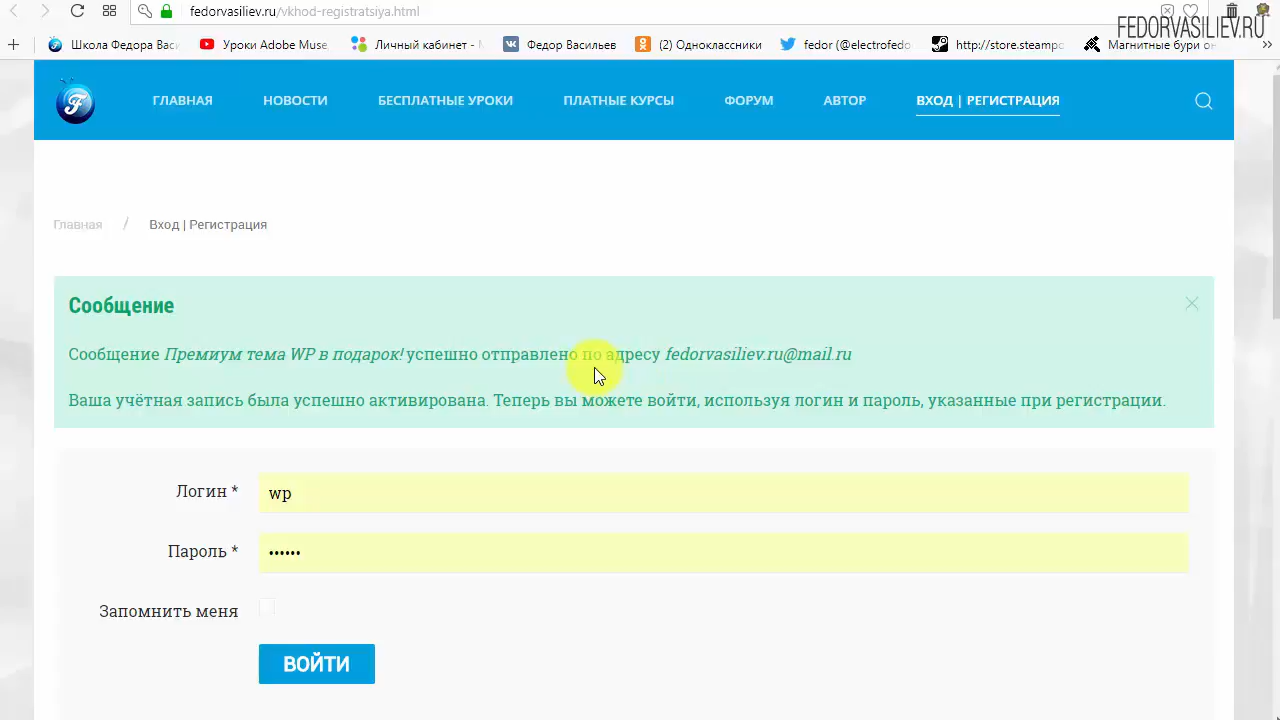 fedorvasiliev.ru/vkhod-registratsiya.html
FEDORVASILIEV.RU
Школа Федора Васи
Уроки Adobe Muse,
Личный кабинет -
Федор Васильев
(2) Одноклассники
fedor (@electrofedo
http://store.steampo
Магнитные бури он
ГЛАВНАЯ
НОВОСТИ
БЕСПЛАТНЫЕ УРОКИ
ПЛАТНЫЕ КУРСЫ
ФОРУМ
АВТОР
ВХОД | РЕГИСТРАЦИЯ
Главная / Вход | Регистрация
Сообщение
Сообщение Премиум тема WP в подарок! успешно отправлено по адресу fedorvasiliev.ru@mail.ru
Ваша учётная запись была успешно активирована. Теперь вы можете войти, используя логин и пароль, указанные при регистрации.
Логин * wp
Пароль * ••••••
Запомнить меня
ВОЙТИ